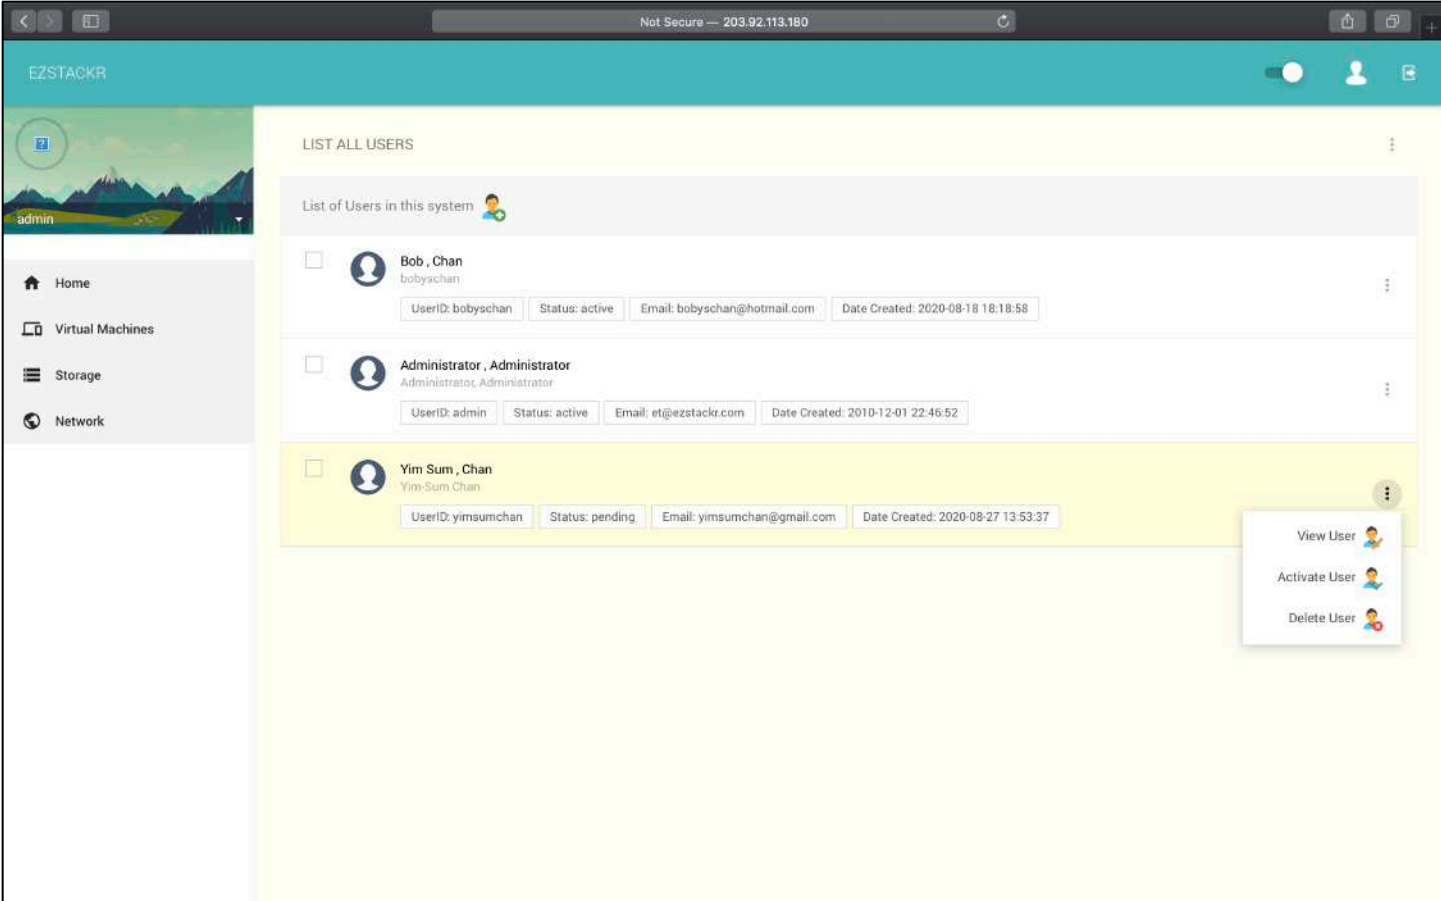 Not Secure — 203.92.113.180
EZSTACKR
admin
Home
Virtual Machines
Storage
Network
LIST ALL USERS
List of Users in this system
Bob , Chan
bobyschan
UserID: bobyschan Status: active Email: bobyschan@hotmail.com Date Created: 2020-08-18 18:18:58
Administrator , Administrator
Administrator, Administrator
UserID: admin Status: active Email: et@ezstackr.com Date Created: 2010-12-01 22:46:52
Yim Sum , Chan
Yim-Sum Chan
UserID: yimsumchan Status: pending Email: yimsumchan@gmail.com Date Created: 2020-08-27 13:53:37
View User
Activate User
Delete User